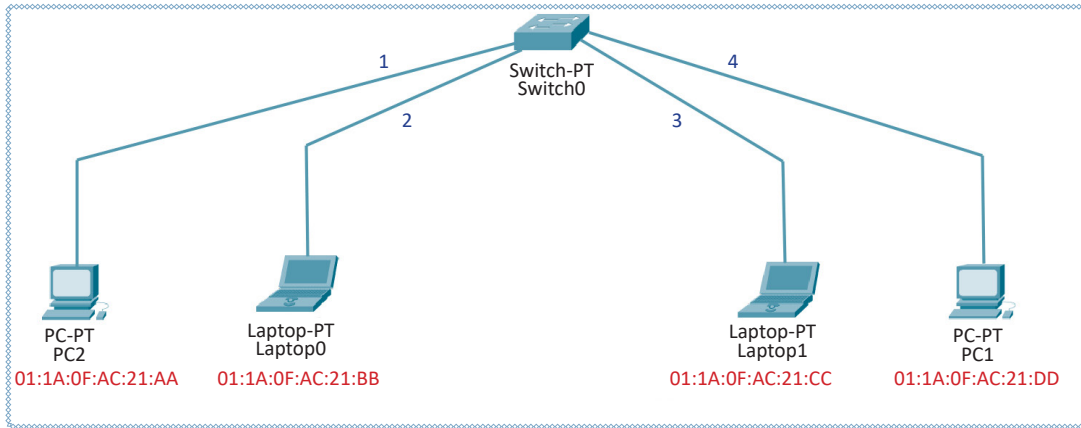 1
Switch-PT
Switch0
4
2
3
PC-PT
PC2
01:1A:0F:AC:21:AA
Laptop-PT
Laptop0
01:1A:0F:AC:21:BB
Laptop-PT
Laptop1
01:1A:0F:AC:21:CC
PC-PT
PC1
01:1A:0F:AC:21:DD